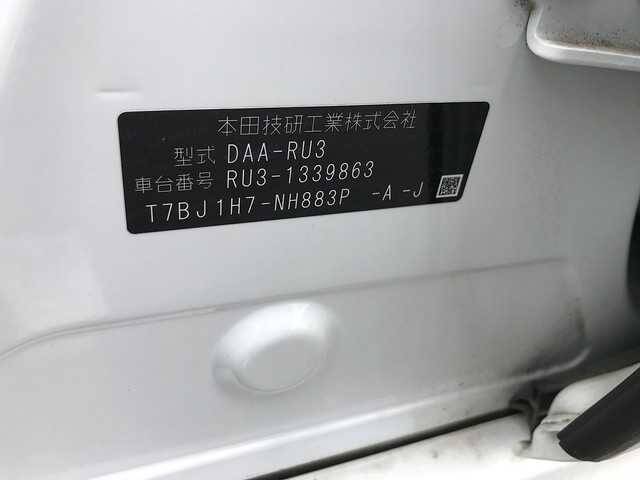 本田技研工業株式会社
型式 DAA-RU3
車台番号 RU3-1339863
T7BJ1H7-NH883P -A -J